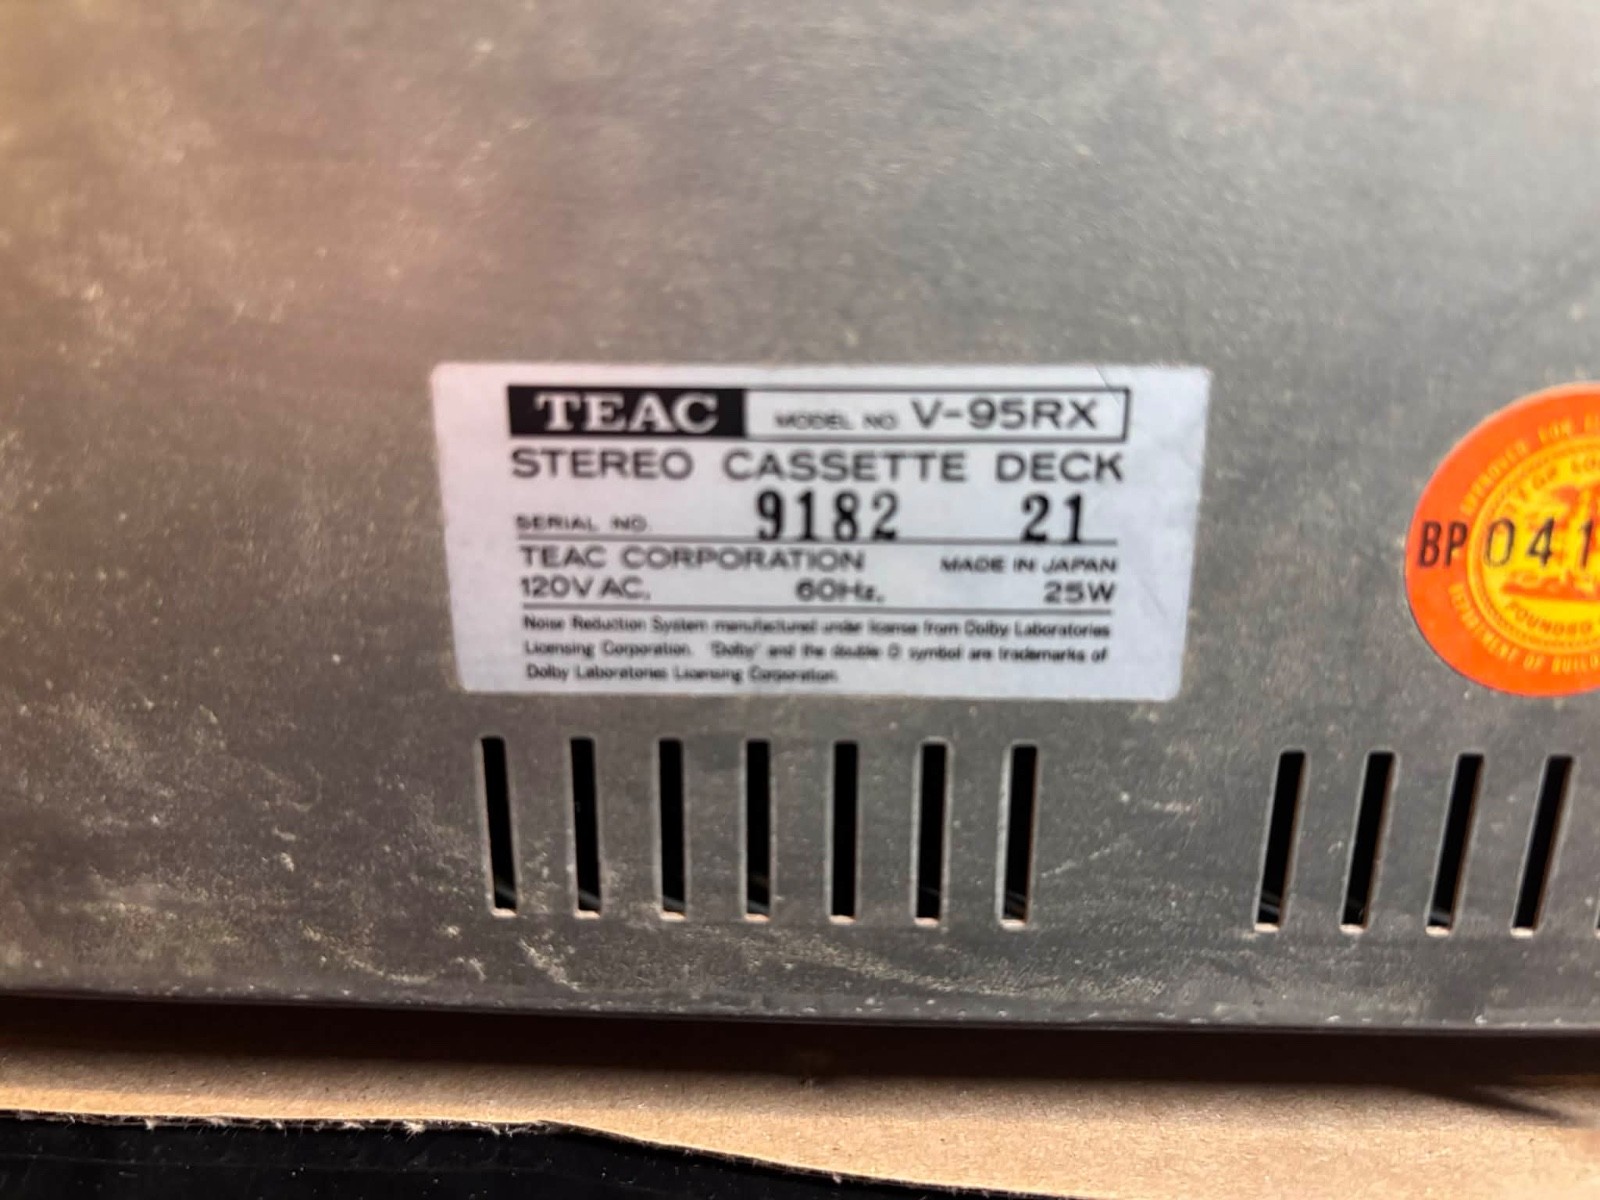 TEAC MODEL NO. V-95RX
STEREO CASSETTE DECK
SERIAL NO. 9182 21
TEAC CORPORATION MADE IN JAPAN
120V AC. 60Hz. 25W
Noise Reduction System manufactured under license from Dolby Laboratories
Licensing Corporation. "Dolby" and the double D symbol are trademarks of
Dolby Laboratories Licensing Corporation.
BP 041
FOUNDED